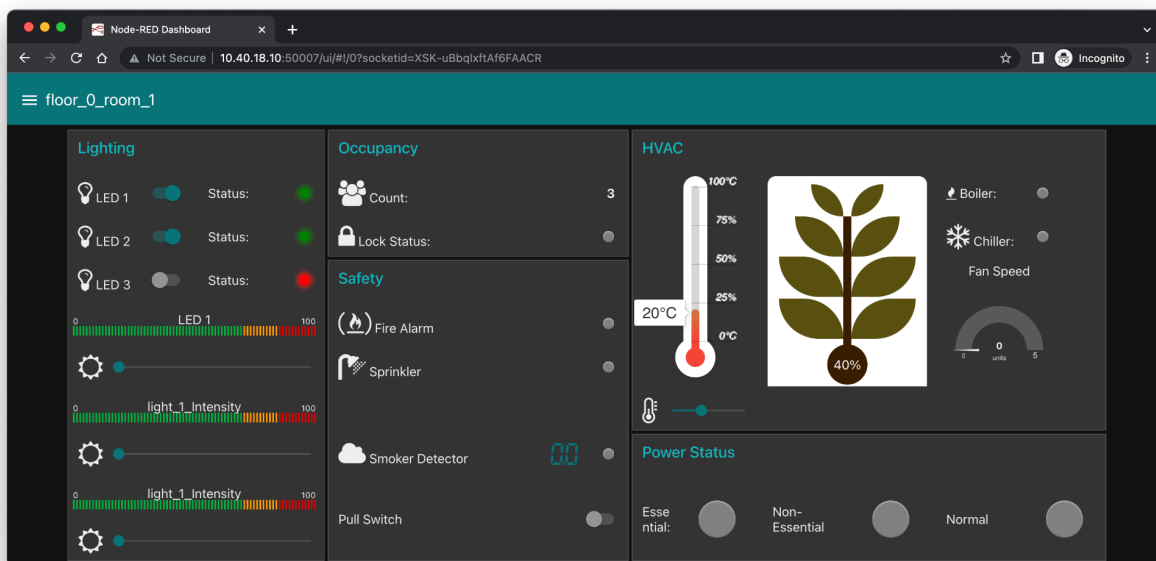 Node-RED Dashboard
Not Secure | 10.40.18.10:50007/ui/#!/0?socketid=XSK-uBbqIxftAf6FAACR
Incognito
floor_0_room_1
Lighting
LED 1 Status:
LED 2 Status:
LED 3 Status:
0 LED 1 100
0 light_1_Intensity 100
0 light_1_Intensity 100
Occupancy
Count: 3
Lock Status:
Safety
Fire Alarm
Sprinkler
Smoker Detector 0.0
Pull Switch
HVAC
100°C
75%
50%
25%
0°C
20°C
40%
Boiler:
Chiller:
Fan Speed
0
units
0 5
Power Status
Esse
ntial:
Non-
Essential
Normal